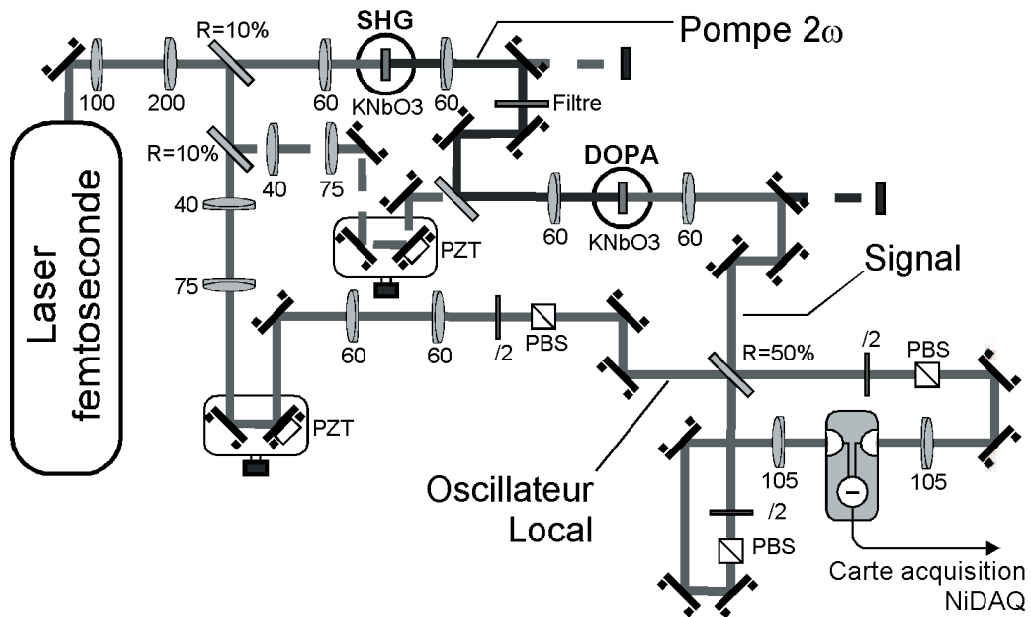 SHG
Pompe 2ω
R=10%
100
200
60
KNbO3
60
Filtre
R=10%
40
75
DOPA
40
60
KNbO3
60
PZT
Signal
75
Laser
femtoseconde
60
60
/2
PBS
R=50%
/2
PBS
PZT
Oscillateur
Local
105
105
/2
PBS
Carte acquisition
NiDAQ